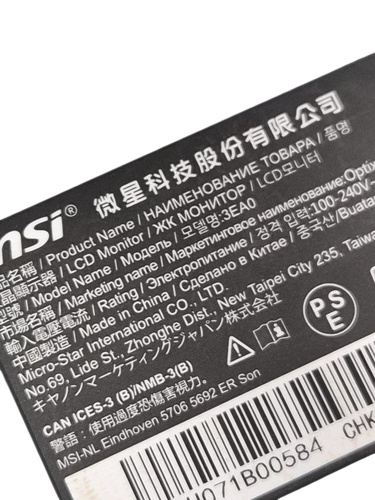 msi® 微星科技股份有限公司
品名稱 / Product Name / НАИМЕНОВАНИЕ ТОВАРА / 품명
晶顯示器 / LCD Monitor / ЖК МОНИТОР / LCD모니터
型號 / Model Name / Модель / 모델명:3EA0
市場名稱 / Marketing name / Маркетинговое наименование: Optix
輸入電壓電流 / Rating / Электропитание / 정격 입력:100-240V~
中國製造 / Made in China / Сделано в Китае / 중국산/Buatan
Micro-Star International CO., LTD.
No.69, Lide St., Zhonghe Dist., New Taipei City 235, Taiwan
キヤノンマーケティングジャパン株式会社
CAN ICES-3 (B)/NMB-3(B)
警語:使用過度恐傷害視力。
MSI-NL Eindhoven 5706 5692 ER Son
PS
E
CHK
071B00584